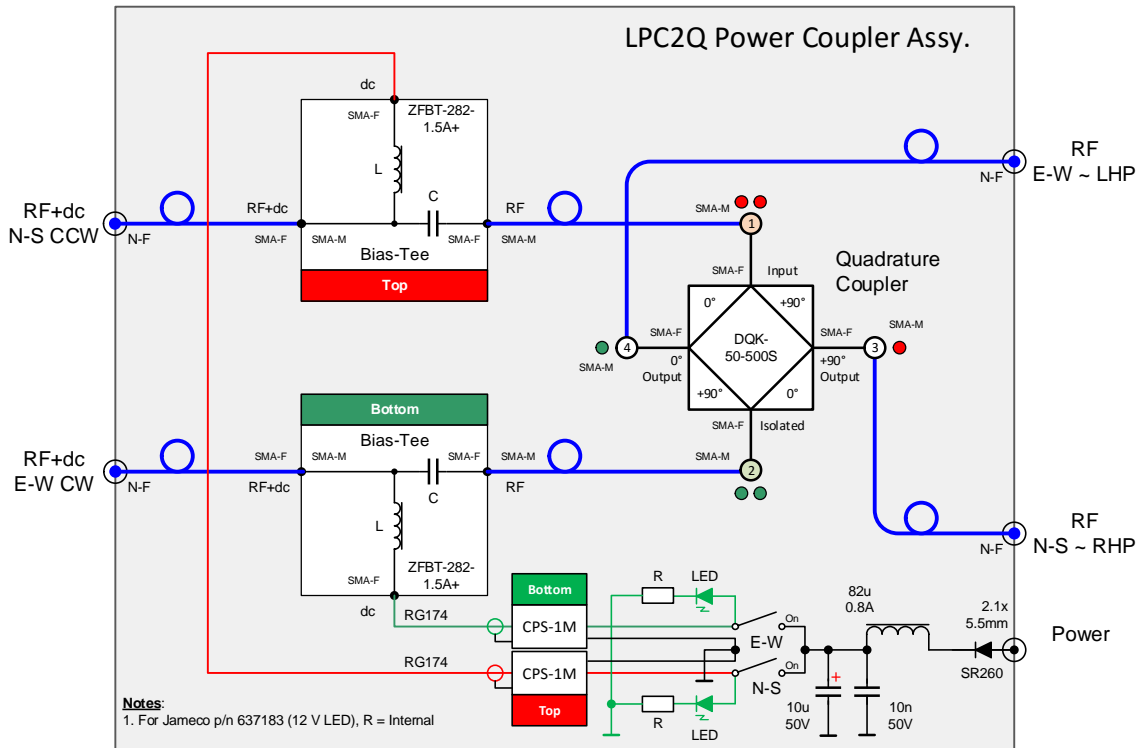 LPC2Q Power Coupler Assy.
dc
SMA-F
ZFBT-282-
1.5A+
L
C
RF+dc
RF
SMA-F
SMA-M
SMA-F
SMA-M
Bias-Tee
Top
RF+dc
N-S CCW
N-F
RF
E-W ~ LHP
N-F
SMA-M
1
SMA-F
Input
Quadrature
Coupler
0°
+90°
SMA-F
SMA-F
SMA-M
4
DQK-
50-500S
3
SMA-M
0°
Output
+90°
Output
+90°
0°
SMA-F
Isolated
SMA-M
2
Bottom
Bias-Tee
SMA-F
SMA-M
SMA-F
SMA-M
RF+dc
C
RF
L
SMA-F
ZFBT-282-
1.5A+
dc
RF+dc
E-W CW
N-F
RF
N-S ~ RHP
N-F
RG174
Bottom
CPS-1M
R
LED
E-W
On
82u
0.8A
2.1x
5.5mm
Power
SR260
RG174
CPS-1M
Top
On
N-S
R
LED
+
10u
50V
10n
50V
Notes:
1. For Jameco p/n 637183 (12 V LED), R = Internal